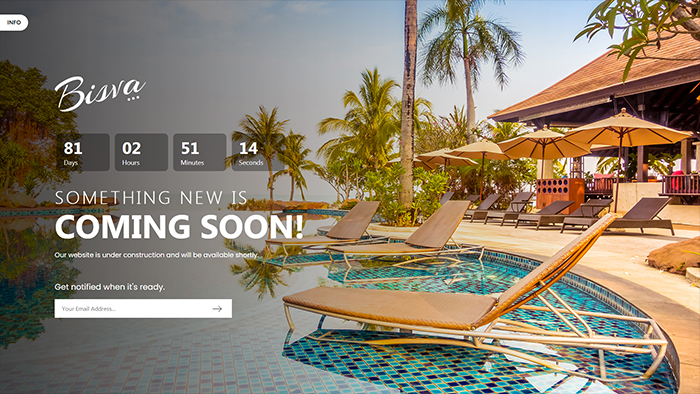 INFO
Bisva
81 02 51 14
Days Hours Minutes Seconds
SOMETHING NEW IS
COMING SOON!
Our website is under construction and will be available shortly
Get notified when it's ready.
Your Email Address...